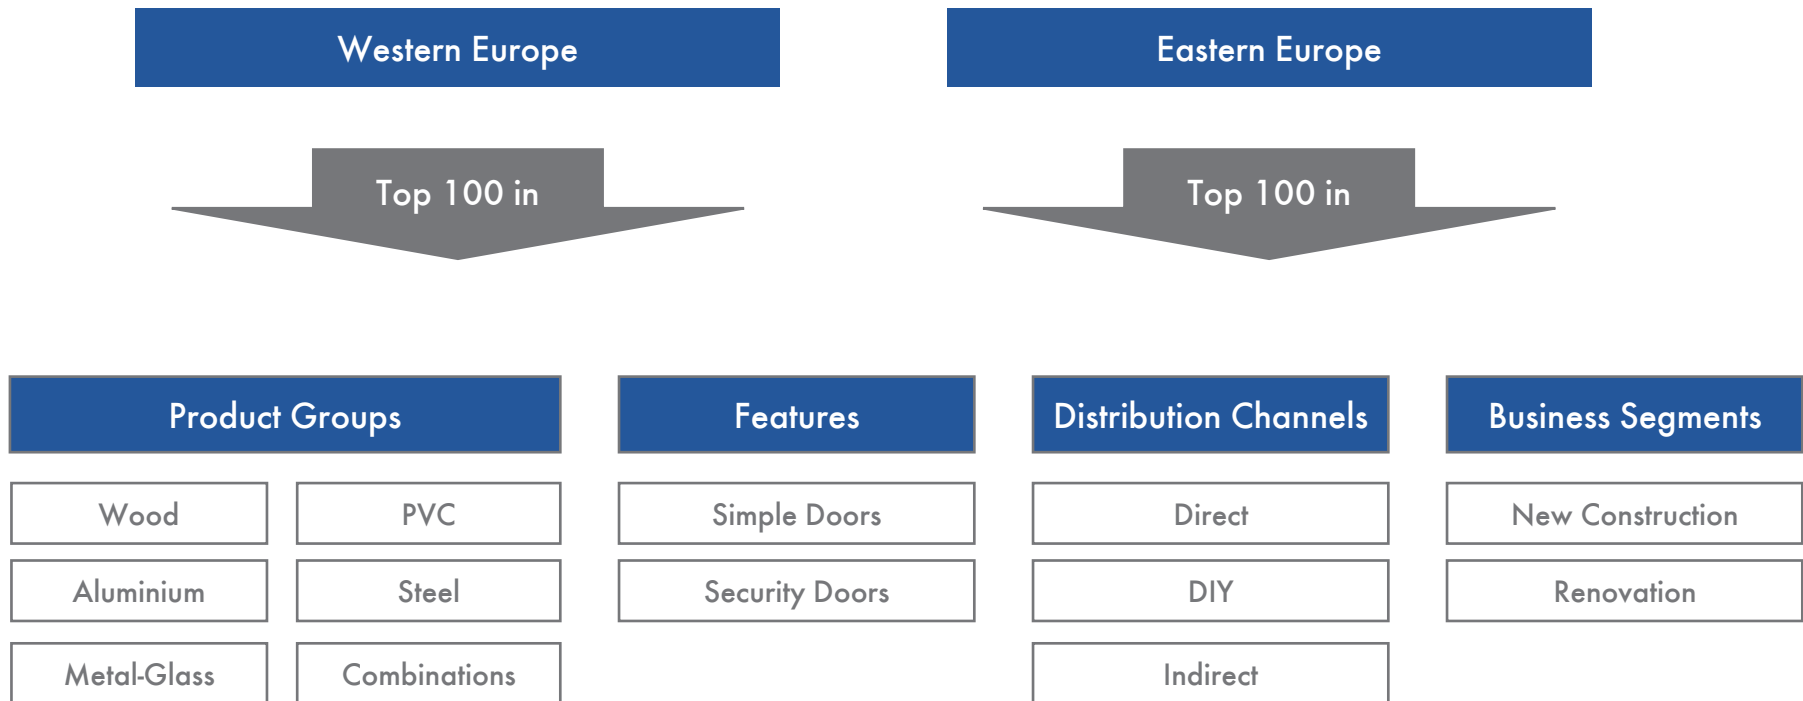 Western Europe
Eastern Europe
Top 100 in
Top 100 in
Product Groups
Features
Distribution Channels
Business Segments
Wood
PVC
Simple Doors
Direct
New Construction
Aluminium
Steel
Security Doors
DIY
Renovation
Metal-Glass
Combinations
Indirect